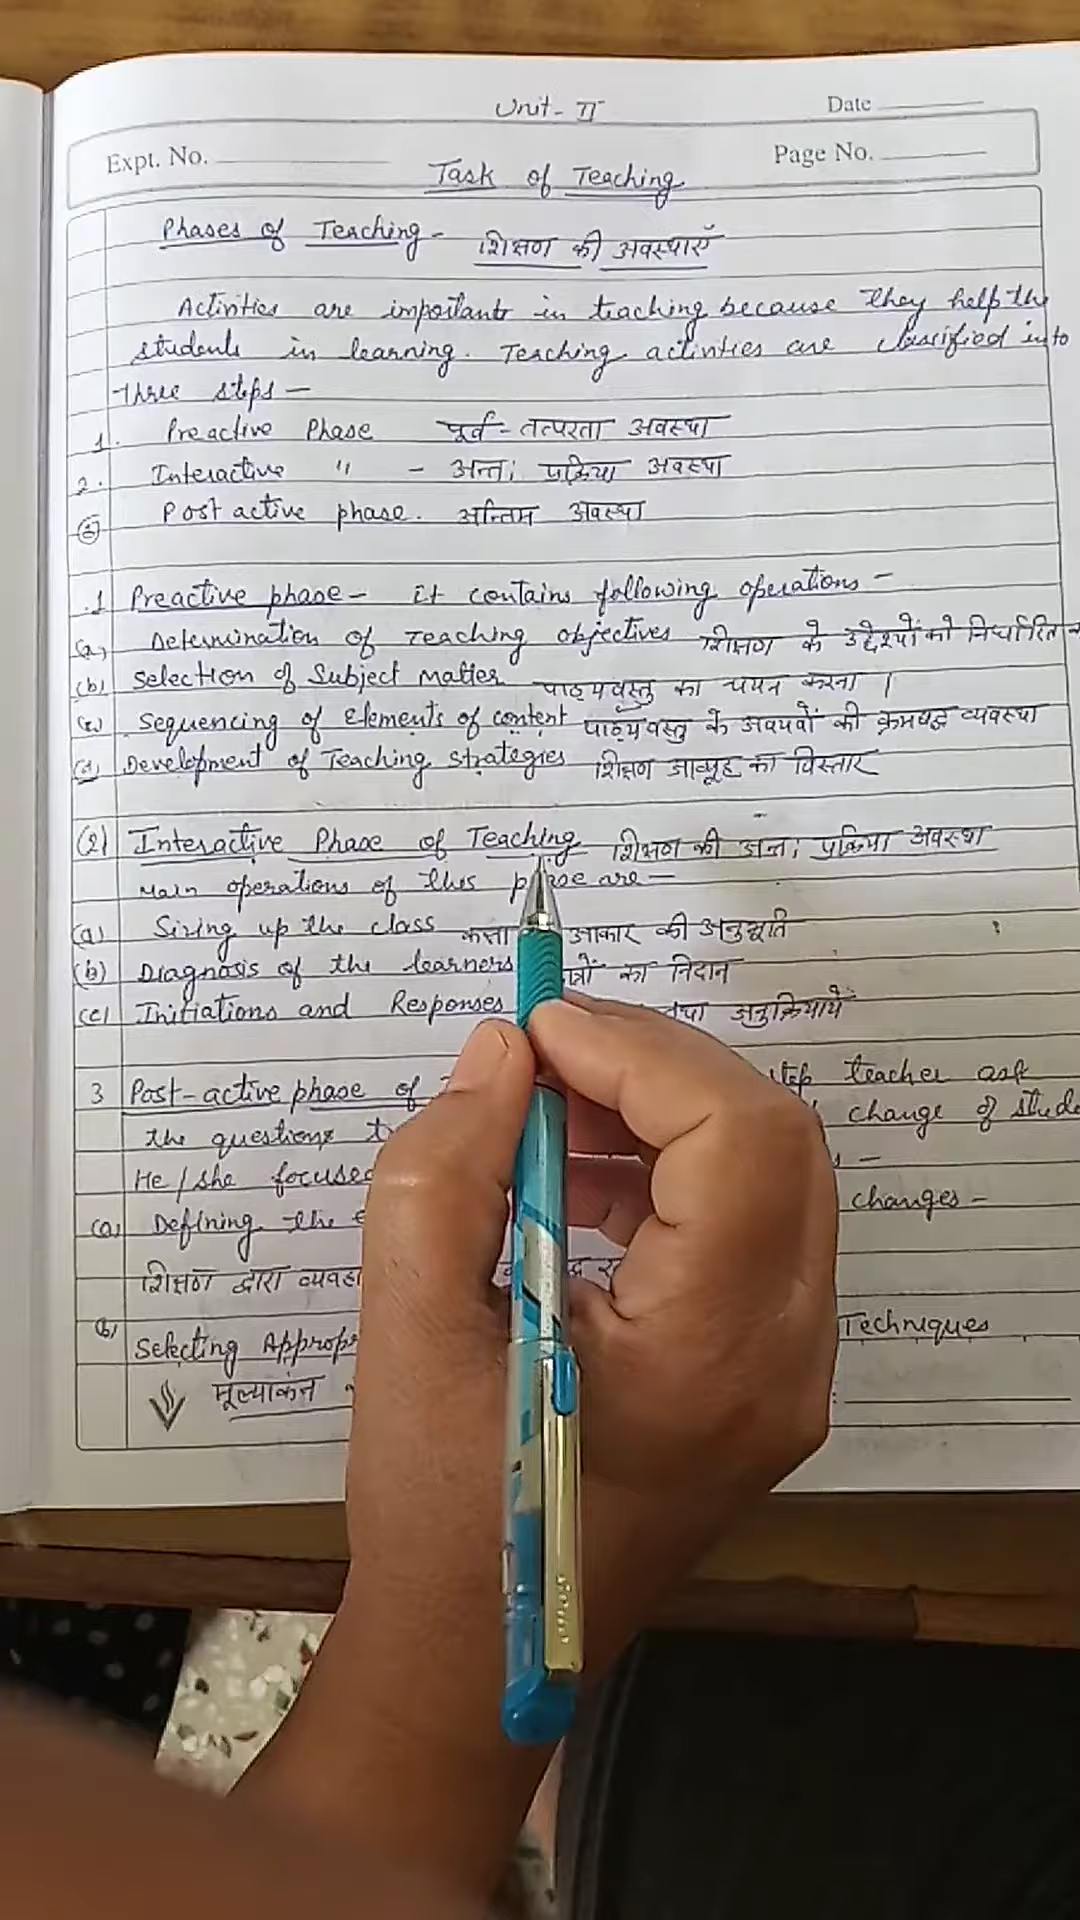 Unit - II
Date
Expt. No.
Page No.
Task of Teaching
Phases of Teaching - शिक्षण की अवस्थाएँ
Activities are important in teaching because they help the
students in learning. Teaching activities are classified into
three steps —
1. Preactive Phase पूर्व - तत्परता अवस्था
2. Interactive " - अन्त: प्रक्रिया अवस्था
③ Post active phase. अन्तिम अवस्था
1 Preactive phase - it contains following operations -
(a) Determination of Teaching objectives शिक्षण के उद्देश्यों को निर्धारित
(b) Selection of Subject Matter पाठ्यवस्तु का चयन करना |
(c) Sequencing of Elements of content पाठ्यवस्तु के अवयवों की क्रमबद्ध व्यवस्था
(d) Development of Teaching strategies शिक्षण का विस्तार
(2) Interactive Phase of Teaching शिक्षण की अन्त: प्रक्रिया अवस्था
Main operations of this phase are —
(a) Sizing up the class कक्षा आकार की अनुभूति
(b) Diagnosis of the learners का निदान
(c) Initiations and Responses तथा अनुक्रियायें
3 Post-active phase of step teacher ask
the questions change of
He/she focused
(a) Defining the changes -
शिक्षण द्वारा
(b) Selecting Techniques
मूल्यांकन